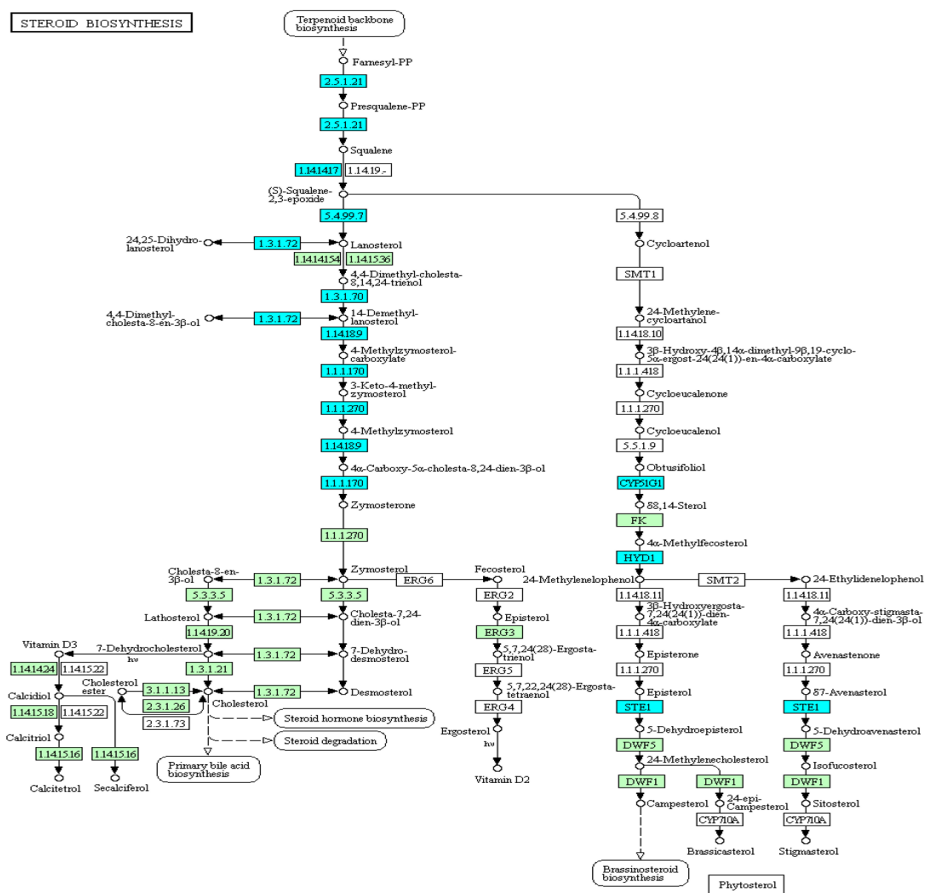 STEROID BIOSYNTHESIS
Terpenoid backbone
biosynthesis
Farnesyl-PP
2.5.1.21
Presqualene-PP
2.5.1.21
Squalene
1.14.14.17 1.14.19.-
(S)-Squalene-
2,3-epoxide
5.4.99.7 5.4.99.8
24,25-Dihydro-
lanosterol
1.3.1.72
Lanosterol
Cycloartenol
1.14.14.154 1.14.15.36
SMT1
4,4-Dimethyl-cholesta-
8,14,24-trienol
1.3.1.70
4,4-Dimethyl-
cholesta-8-en-3β-ol
1.3.1.72
14-Demethyl-
lanosterol
24-Methylene-
cycloartanol
1.14.18.9 1.14.18.10
4-Methylzymosterol-
carboxylate
3β-Hydroxy-4β,14α-dimethyl-9β,19-cyclo-
5α-ergost-24(24(1))-en-4α-carboxylate
1.1.1.170 1.1.1.418
3-Keto-4-methyl-
zymosterol
Cycloeucalenone
1.1.1.270 1.1.1.270
4-Methylzymosterol
Cycloeucalenol
1.14.18.9 5.5.1.9
4α-Carboxy-5α-cholesta-8,24-dien-3β-ol
Obtusifoliol
1.1.1.170 CYP51G1
Zymosterone
δ8,14-Sterol
1.1.1.270 FK
4α-Methylfecosterol
HYD1
Cholesta-8-en-
3β-ol
1.3.1.72
Zymosterol
ERG6
Fecosterol
24-Methylenelophenol
SMT2
24-Ethylidenelophenol
5.3.3.5 5.3.3.5 ERG2 1.14.18.11 1.14.18.11
Lathosterol
1.3.1.72
Cholesta-7,24-
dien-3β-ol
Episterol
3β-Hydroxyergosta-
7,24(24(1))-dien-
4α-carboxylate
4α-Carboxy-stigmasta-
7,24(24(1))-dien-3β-ol
1.14.19.20 ERG3 1.1.1.418 1.1.1.418
Vitamin D3
7-Dehydrocholesterol
hν
1.3.1.72
7-Dehydro-
desmosterol
5,7,24(28)-Ergosta-
trienol
Episterone
Avenastenone
1.14.14.24 1.14.15.22 1.3.1.21 ERG5 1.1.1.270 1.1.1.270
Calcidiol
Cholesterol
ester
3.1.1.13
2.3.1.26
2.3.1.73
Cholesterol
1.3.1.72
Desmosterol
5,7,22,24(28)-Ergosta-
tetraenol
Episterol
δ7-Avenasterol
1.14.15.18 1.14.15.22 ERG4 STE1 STE1
Steroid hormone biosynthesis
Steroid degradation
Primary bile acid
biosynthesis
Calcitriol
Ergosterol
hν
5-Dehydroepisterol
5-Dehydroavenasterol
1.14.15.16 1.14.15.16 DWF5 DWF5
Calcitetrol
Secalciferol
Vitamin D2
24-Methylenecholesterol
Isofucosterol
DWF1 DWF1 DWF1
Campesterol
24-epi-
Campesterol
Sitosterol
CYP710A CYP710A
Brassicasterol
Stigmasterol
Brassinosteroid
biosynthesis
Phytosterol